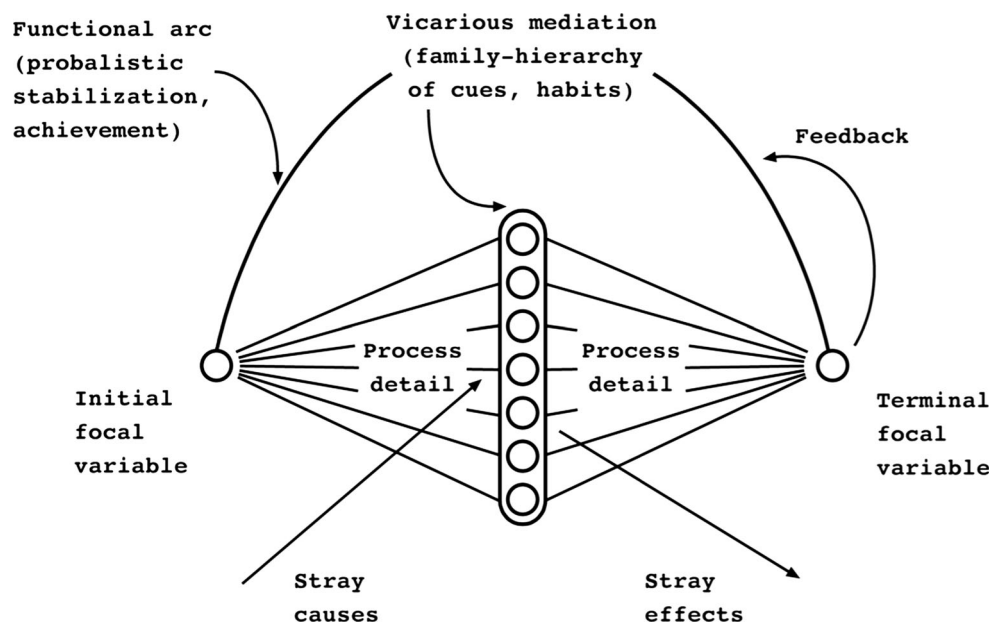 Functional arc
(probalistic
stabilization,
achievement)
Vicarious mediation
(family-hierarchy
of cues, habits)
Feedback
Process
detail
Process
detail
Initial
focal
variable
Terminal
focal
variable
Stray
causes
Stray
effects